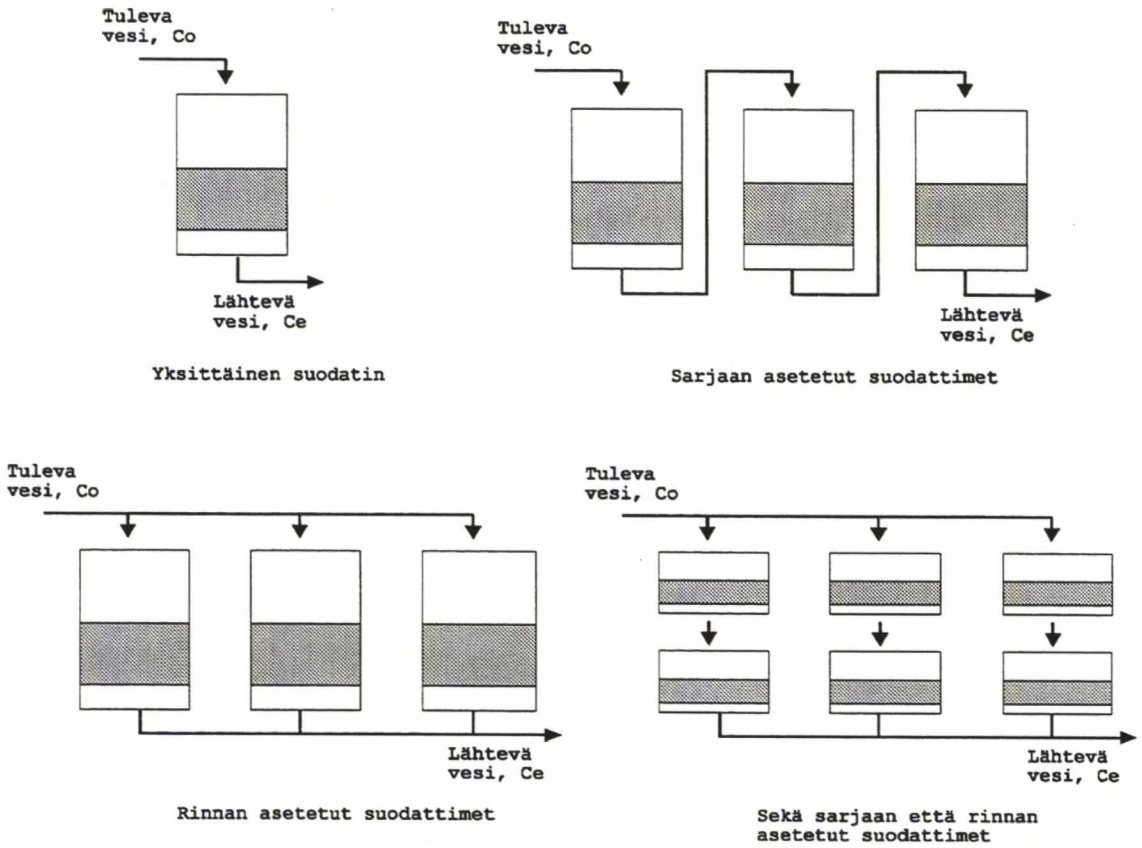 Tuleva
vesi, Co
Lähtevä
vesi, Ce
Yksittäinen suodatin
Tuleva
vesi, Co
Lähtevä
vesi, Ce
Sarjaan asetetut suodattimet
Tuleva
vesi, Co
Lähtevä
vesi, Ce
Rinnan asetetut suodattimet
Tuleva
vesi, Co
Lähtevä
vesi, Ce
Sekä sarjaan että rinnan
asetetut suodattimet